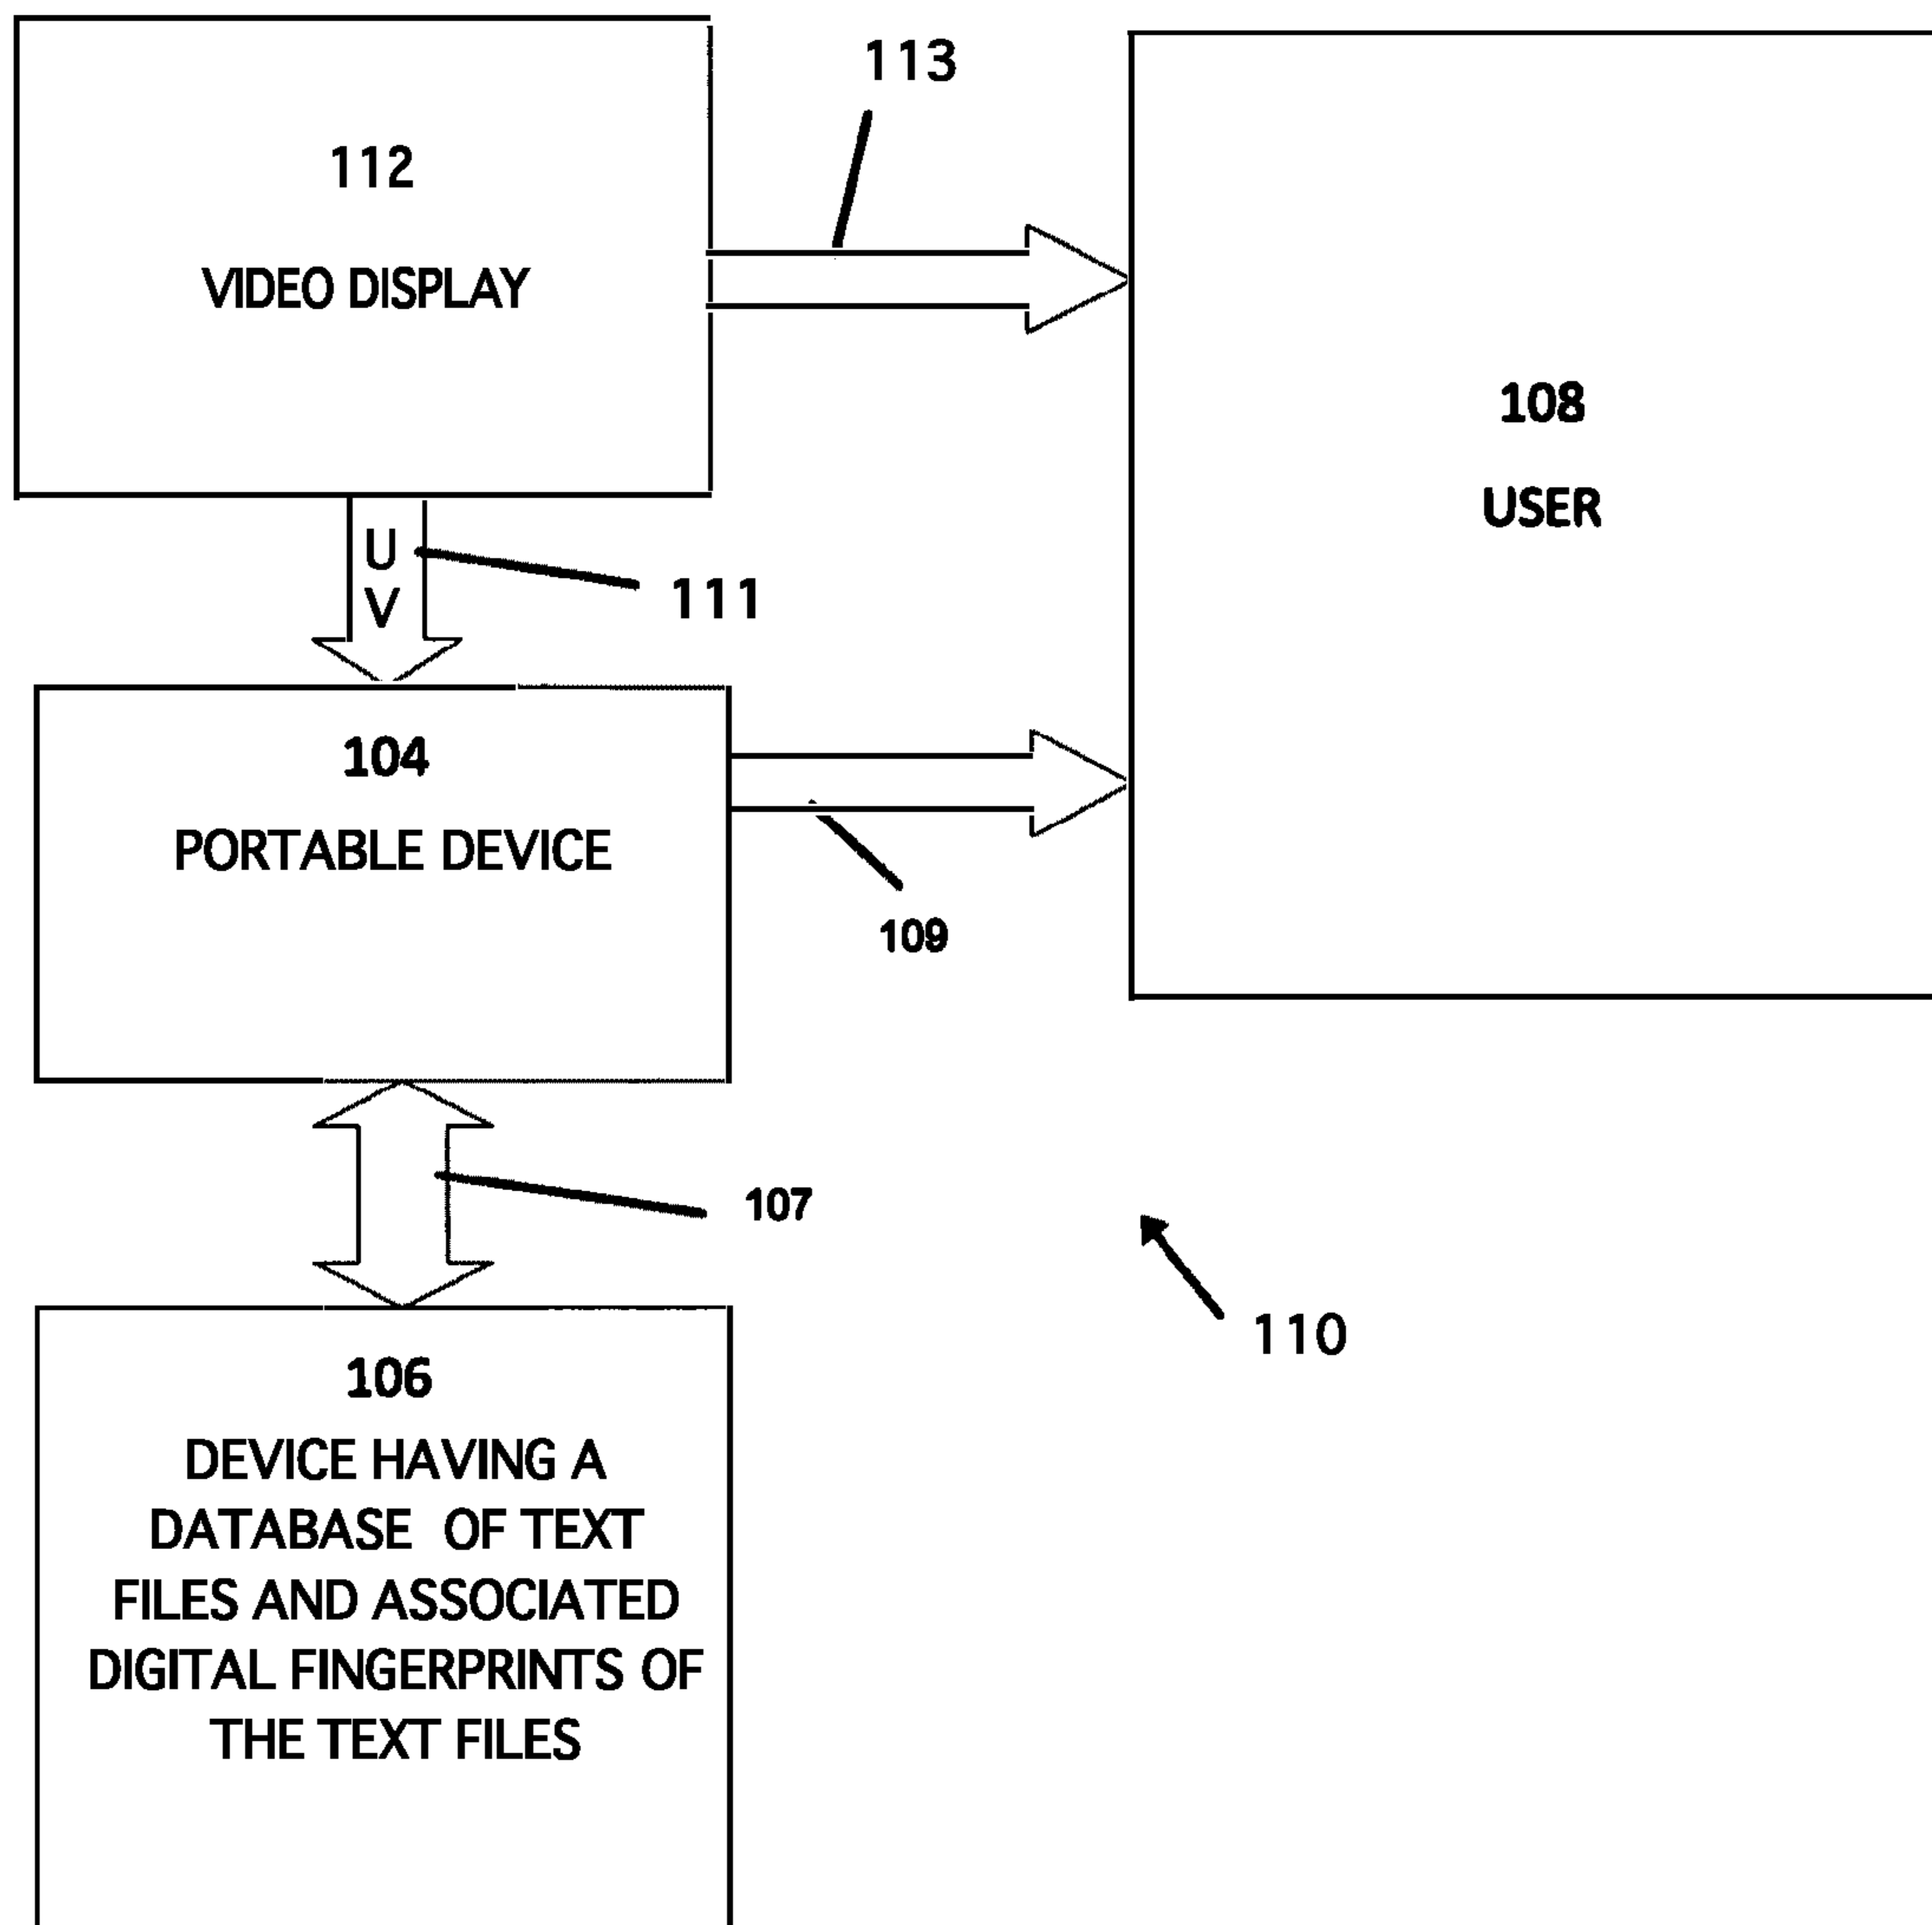 113
112
VIDEO DISPLAY
108
USER
U
V
111
104
PORTABLE DEVICE
109
107
110
106
DEVICE HAVING A
DATABASE OF TEXT
FILES AND ASSOCIATED
DIGITAL FINGERPRINTS OF
THE TEXT FILES